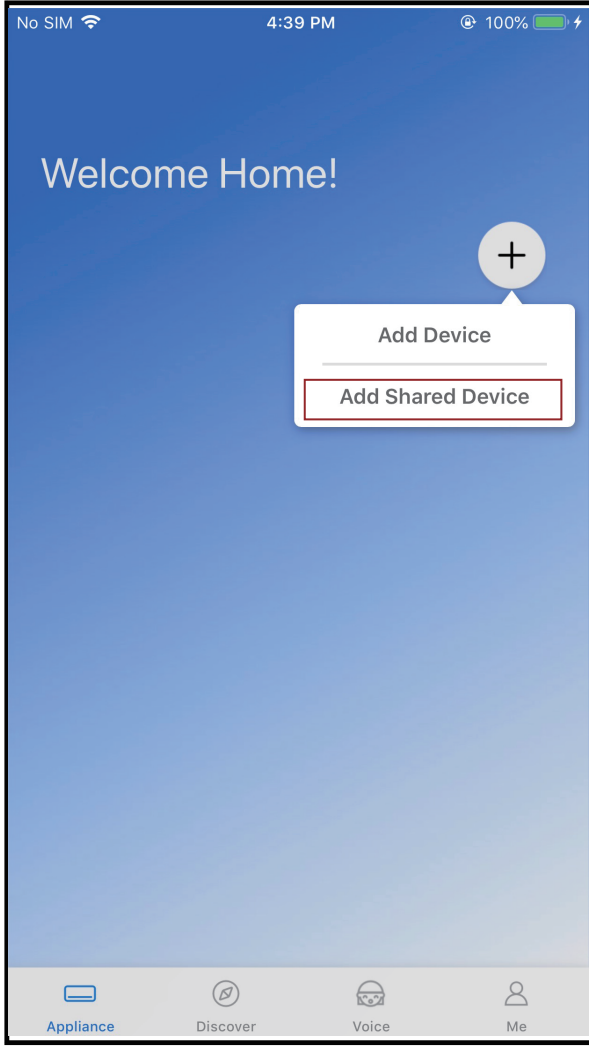 No SIM 4:39 PM 100%
Welcome Home!
Add Device
Add Shared Device
Appliance Discover Voice Me